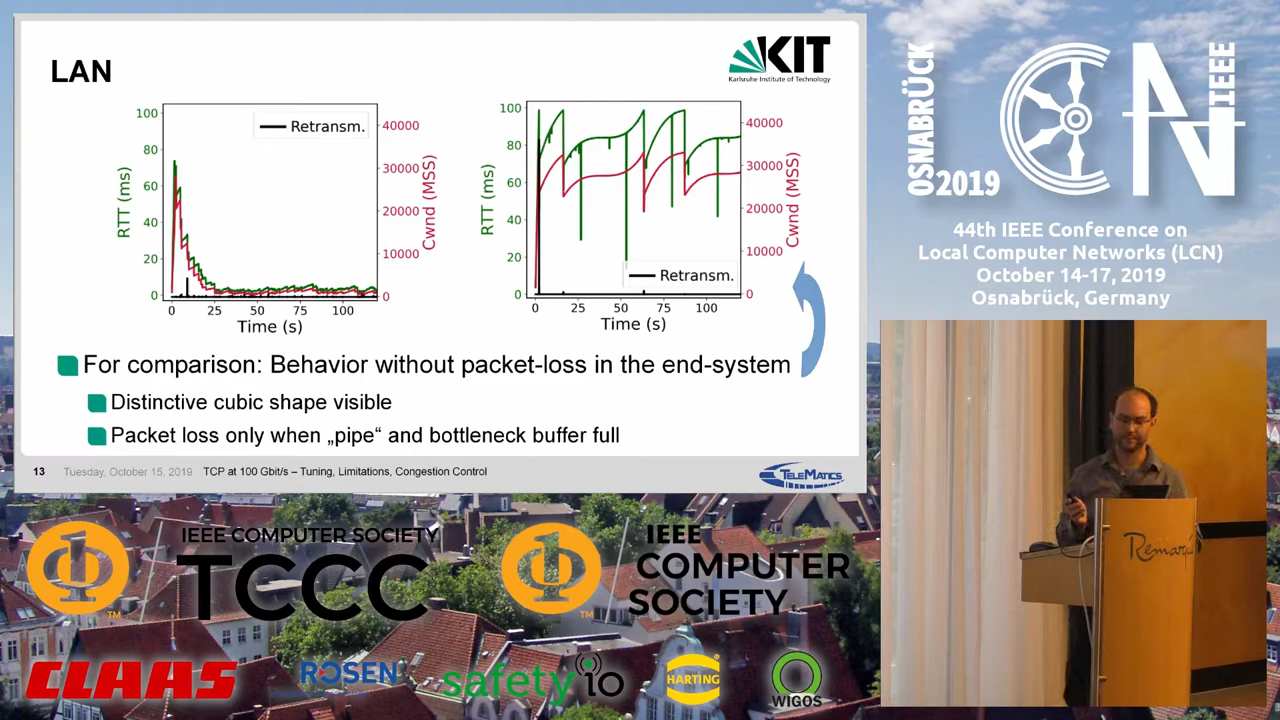 LAN
KIT
Karlsruhe Institute of Technology
Retransm.
100
80
60
40
20
0
RTT (ms)
40000
30000
20000
10000
0
Cwnd (MSS)
0
25
50
75
100
Time (s)
100
80
60
40
20
0
RTT (ms)
40000
30000
20000
10000
0
Cwnd (MSS)
Retransm.
0
25
50
75
100
Time (s)
For comparison: Behavior without packet-loss in the end-system
Distinctive cubic shape visible
Packet loss only when „pipe“ and bottleneck buffer full
13 Tuesday, October 15, 2019 TCP at 100 Gbit/s – Tuning, Limitations, Congestion Control
TELEMATICS
OSNABRÜCK
2019
CN
IEEE
44th IEEE Conference on
Local Computer Networks (LCN)
October 14-17, 2019
Osnabrück, Germany
Remarq
IEEE COMPUTER SOCIETY
TCCC
TM
IEEE
COMPUTER
SOCIETY
TM
CLAAS
ROSEN
safety io
HARTING
WIGOS